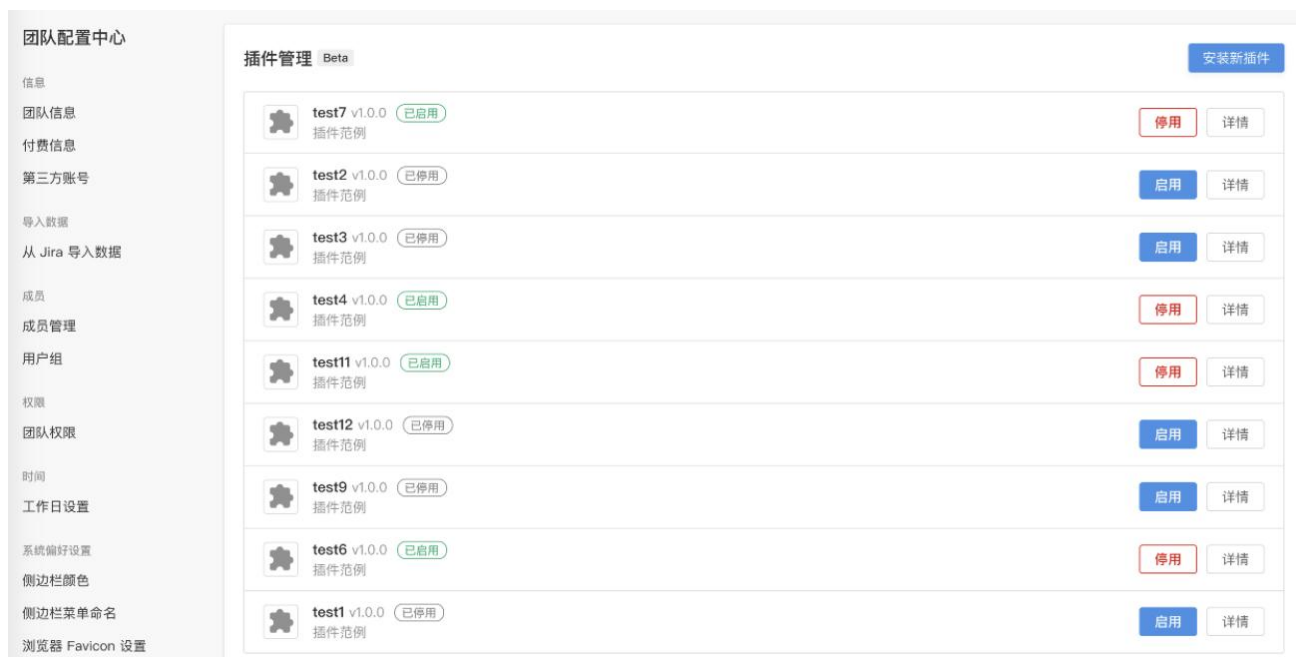 团队配置中心
信息
团队信息
付费信息
第三方账号
导入数据
从 Jira 导入数据
成员
成员管理
用户组
权限
团队权限
时间
工作日设置
系统偏好设置
侧边栏颜色
侧边栏菜单命名
浏览器 Favicon 设置
插件管理 Beta 安装新插件
test7 v1.0.0 已启用 停用 详情
插件范例
test2 v1.0.0 已停用 启用 详情
插件范例
test3 v1.0.0 已停用 启用 详情
插件范例
test4 v1.0.0 已启用 停用 详情
插件范例
test11 v1.0.0 已启用 停用 详情
插件范例
test12 v1.0.0 已停用 启用 详情
插件范例
test9 v1.0.0 已停用 启用 详情
插件范例
test6 v1.0.0 已启用 停用 详情
插件范例
test1 v1.0.0 已停用 启用 详情
插件范例